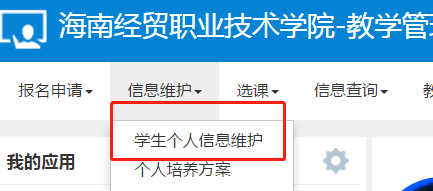 海南经贸职业技术学院-教学管
报名申请 信息维护 选课 信息查询
学生个人信息维护
我的应用
个人培养方案